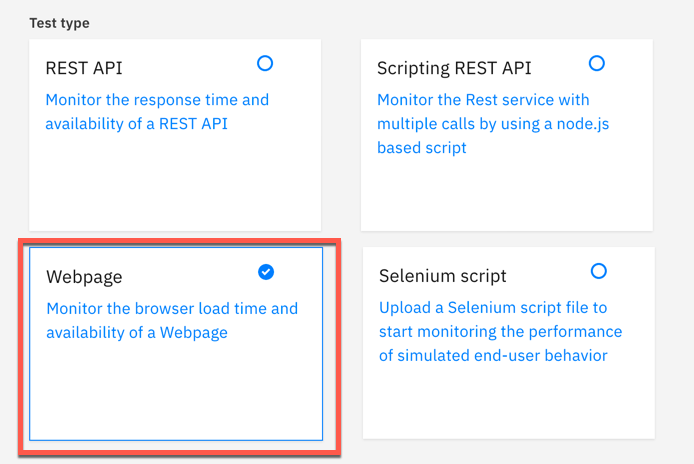 Test type
REST API
Monitor the response time and
availability of a REST API
Scripting REST API
Monitor the Rest service with
multiple calls by using a node.js
based script
Webpage
Monitor the browser load time and
availability of a Webpage
Selenium script
Upload a Selenium script file to
start monitoring the performance
of simulated end-user behavior